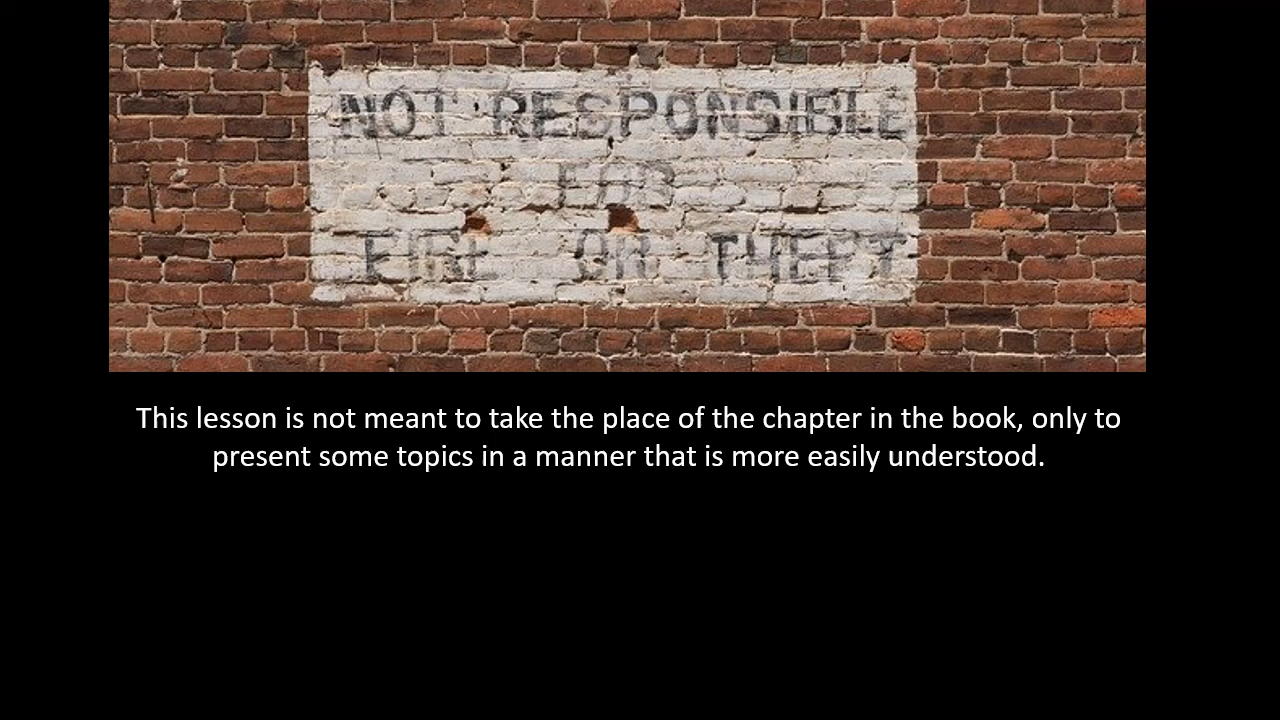 NOT RESPONSIBLE
FOR
FIRE OR THEFT
This lesson is not meant to take the place of the chapter in the book, only to
present some topics in a manner that is more easily understood.